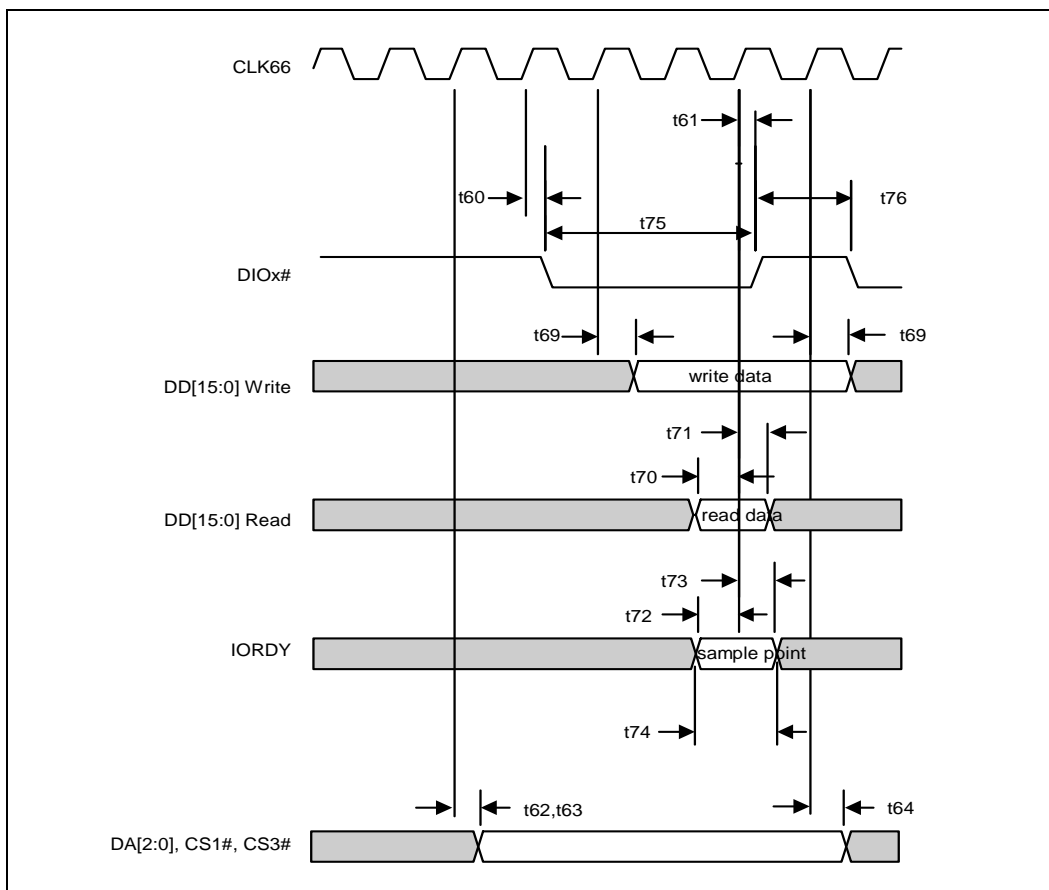 CLK66
t61
t60
t76
t75
DIOx#
t69
t69
DD[15:0] Write
write data
t71
t70
DD[15:0] Read
read data
t73
t72
IORDY
sample point
t74
t62,t63
t64
DA[2:0], CS1#, CS3#